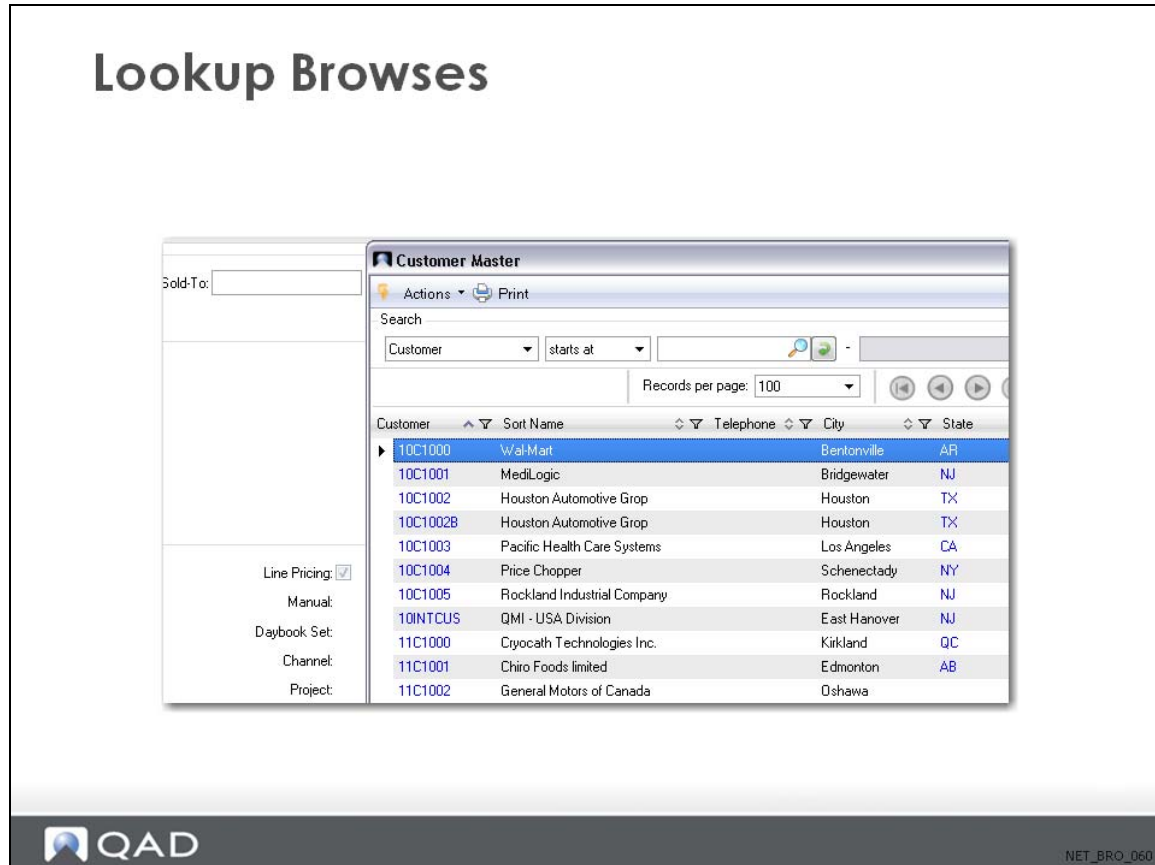 Lookup Browses
Sold-To:
Customer Master
Actions Print
Search
Customer starts at -
Records per page: 100
Customer Sort Name Telephone City State
10C1000 Wal-Mart Bentonville AR
10C1001 MediLogic Bridgewater NJ
10C1002 Houston Automotive Grop Houston TX
10C1002B Houston Automotive Grop Houston TX
10C1003 Pacific Health Care Systems Los Angeles CA
10C1004 Price Chopper Schenectady NY
10C1005 Rockland Industrial Company Rockland NJ
10INTCUS QMI - USA Division East Hanover NJ
11C1000 Cryocath Technologies Inc. Kirkland QC
11C1001 Chiro Foods limited Edmonton AB
11C1002 General Motors of Canada Oshawa
Line Pricing:
Manual:
Daybook Set:
Channel:
Project:
QAD
NET_BRO_060